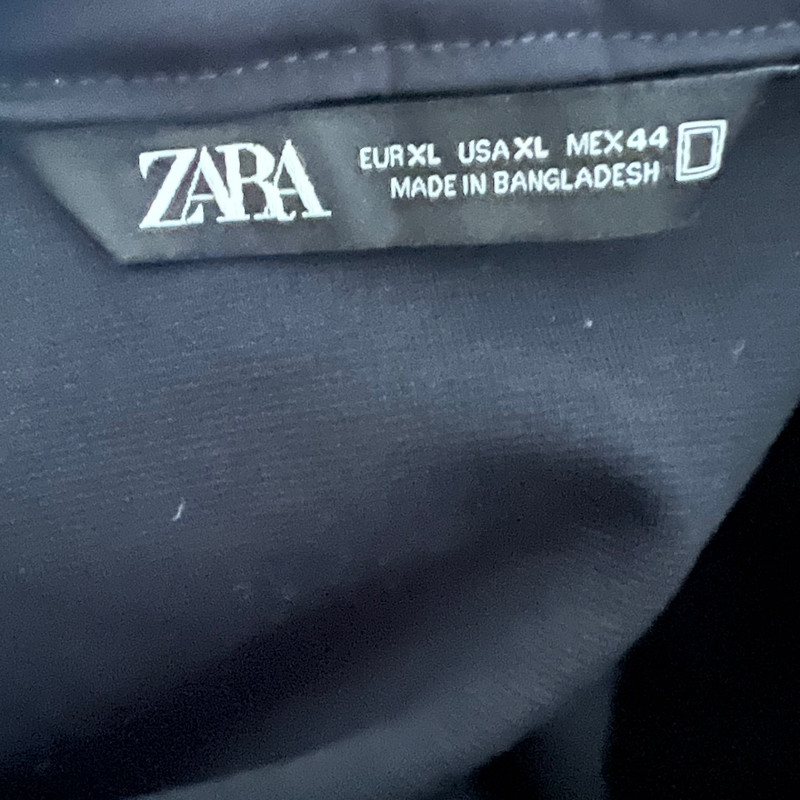 ZARA
EUR XL USA XL MEX 44
MADE IN BANGLADESH